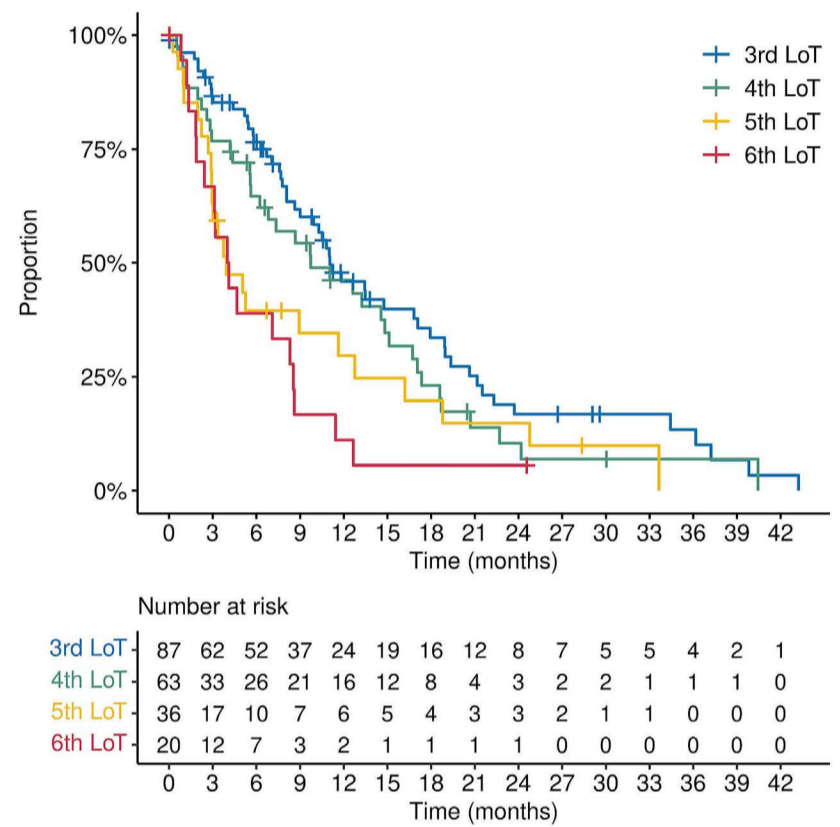 100%
75%
50%
25%
0%
Proportion
3rd LoT
4th LoT
5th LoT
6th LoT
0 3 6 9 12 15 18 21 24 27 30 33 36 39 42
Time (months)
Number at risk
3rd LoT 87 62 52 37 24 19 16 12 8 7 5 5 4 2 1
4th LoT 63 33 26 21 16 12 8 4 3 2 2 1 1 1 0
5th LoT 36 17 10 7 6 5 4 3 3 2 1 1 0 0 0
6th LoT 20 12 7 3 2 1 1 1 1 0 0 0 0 0 0
0 3 6 9 12 15 18 21 24 27 30 33 36 39 42
Time (months)